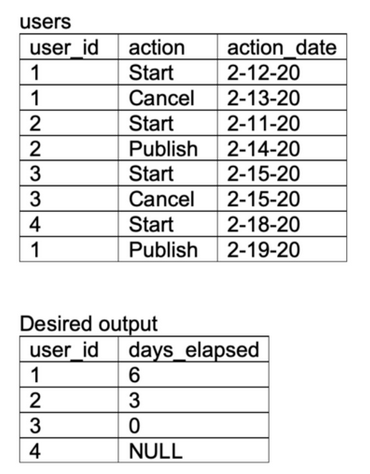 users
user_id action action_date
1 Start 2-12-20
1 Cancel 2-13-20
2 Start 2-11-20
2 Publish 2-14-20
3 Start 2-15-20
3 Cancel 2-15-20
4 Start 2-18-20
1 Publish 2-19-20
Desired output
user_id days_elapsed
1 6
2 3
3 0
4 NULL